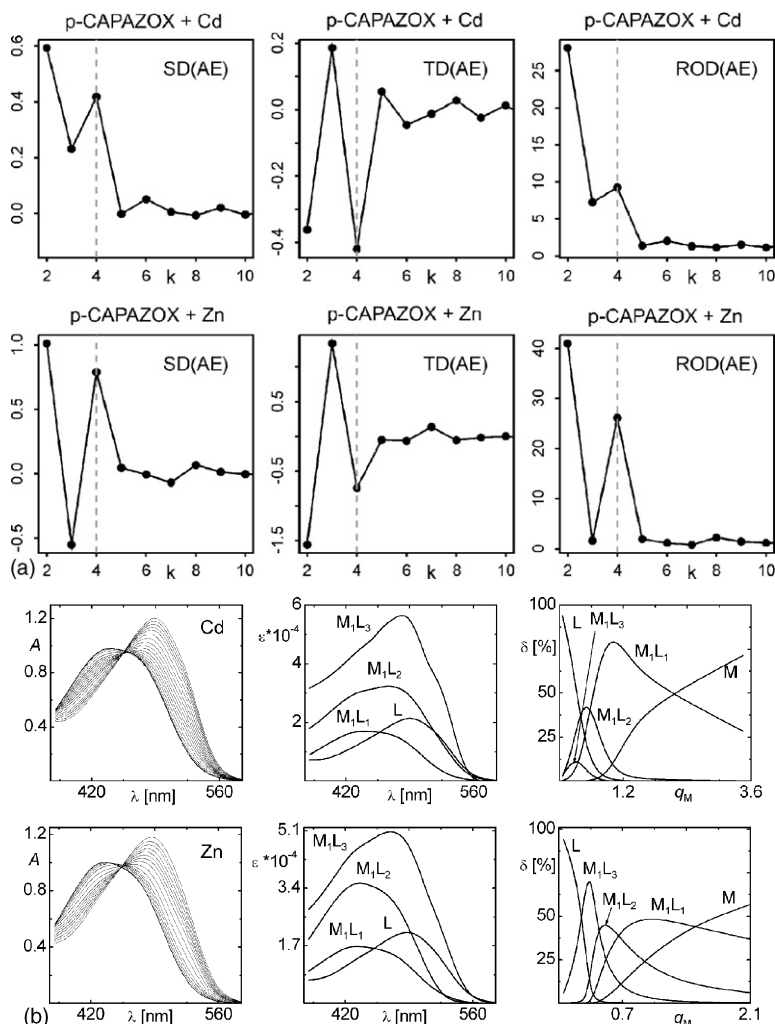 p-CAPAZOX + Cd
SD(AE)
0.6
0.4
0.2
0.0
2 4 6 8 10
k
p-CAPAZOX + Cd
TD(AE)
0.2
0.0
-0.2
-0.4
2 4 6 8 10
k
p-CAPAZOX + Cd
ROD(AE)
25
20
15
10
5
0
2 4 6 8 10
k
p-CAPAZOX + Zn
SD(AE)
1.0
0.5
0.0
-0.5
2 4 6 8 10
k
p-CAPAZOX + Zn
TD(AE)
0.5
-0.5
-1.5
2 4 6 8 10
k
p-CAPAZOX + Zn
ROD(AE)
40
30
20
10
0
2 4 6 8 10
k
(a)
1.2
A
0.8
0.4
Cd
420 λ [nm] 560
6
ε*10⁻⁴
4
2
M₁L₃
M₁L₂
M₁L₁
L
420 λ [nm] 560
100
δ [%]
50
25
L
M₁L₃
M₁L₁
M
M₁L₂
1.2 qM 3.6
1.2
A
0.8
0.4
Zn
420 λ [nm] 560
5.1
ε*10⁻⁴
3.4
1.7
M₁L₃
M₁L₂
M₁L₁
L
420 λ [nm] 560
100
δ [%]
50
25
L
M₁L₃
M₁L₂
M₁L₁
M
0.7 qM 2.1
(b)